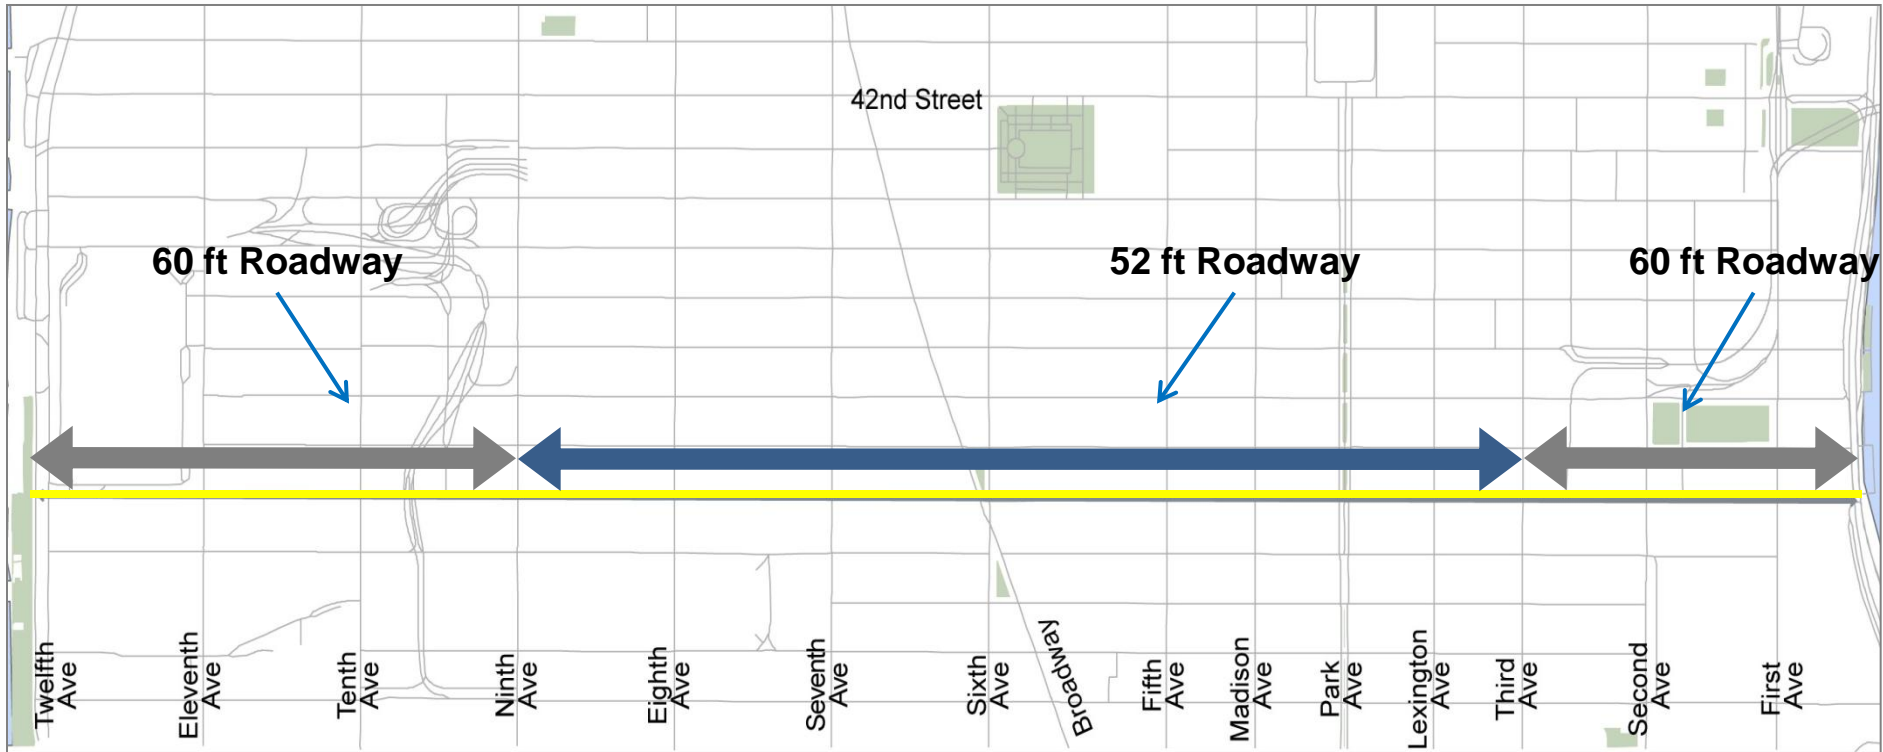 42nd Street
60 ft Roadway
52 ft Roadway
60 ft Roadway
Twelfth
Ave
Eleventh
Ave
Tenth
Ave
Ninth
Ave
Eighth
Ave
Seventh
Ave
Sixth
Ave
Broadway
Fifth
Ave
Madison
Ave
Park
Ave
Lexington
Ave
Third
Ave
Second
Ave
First
Ave